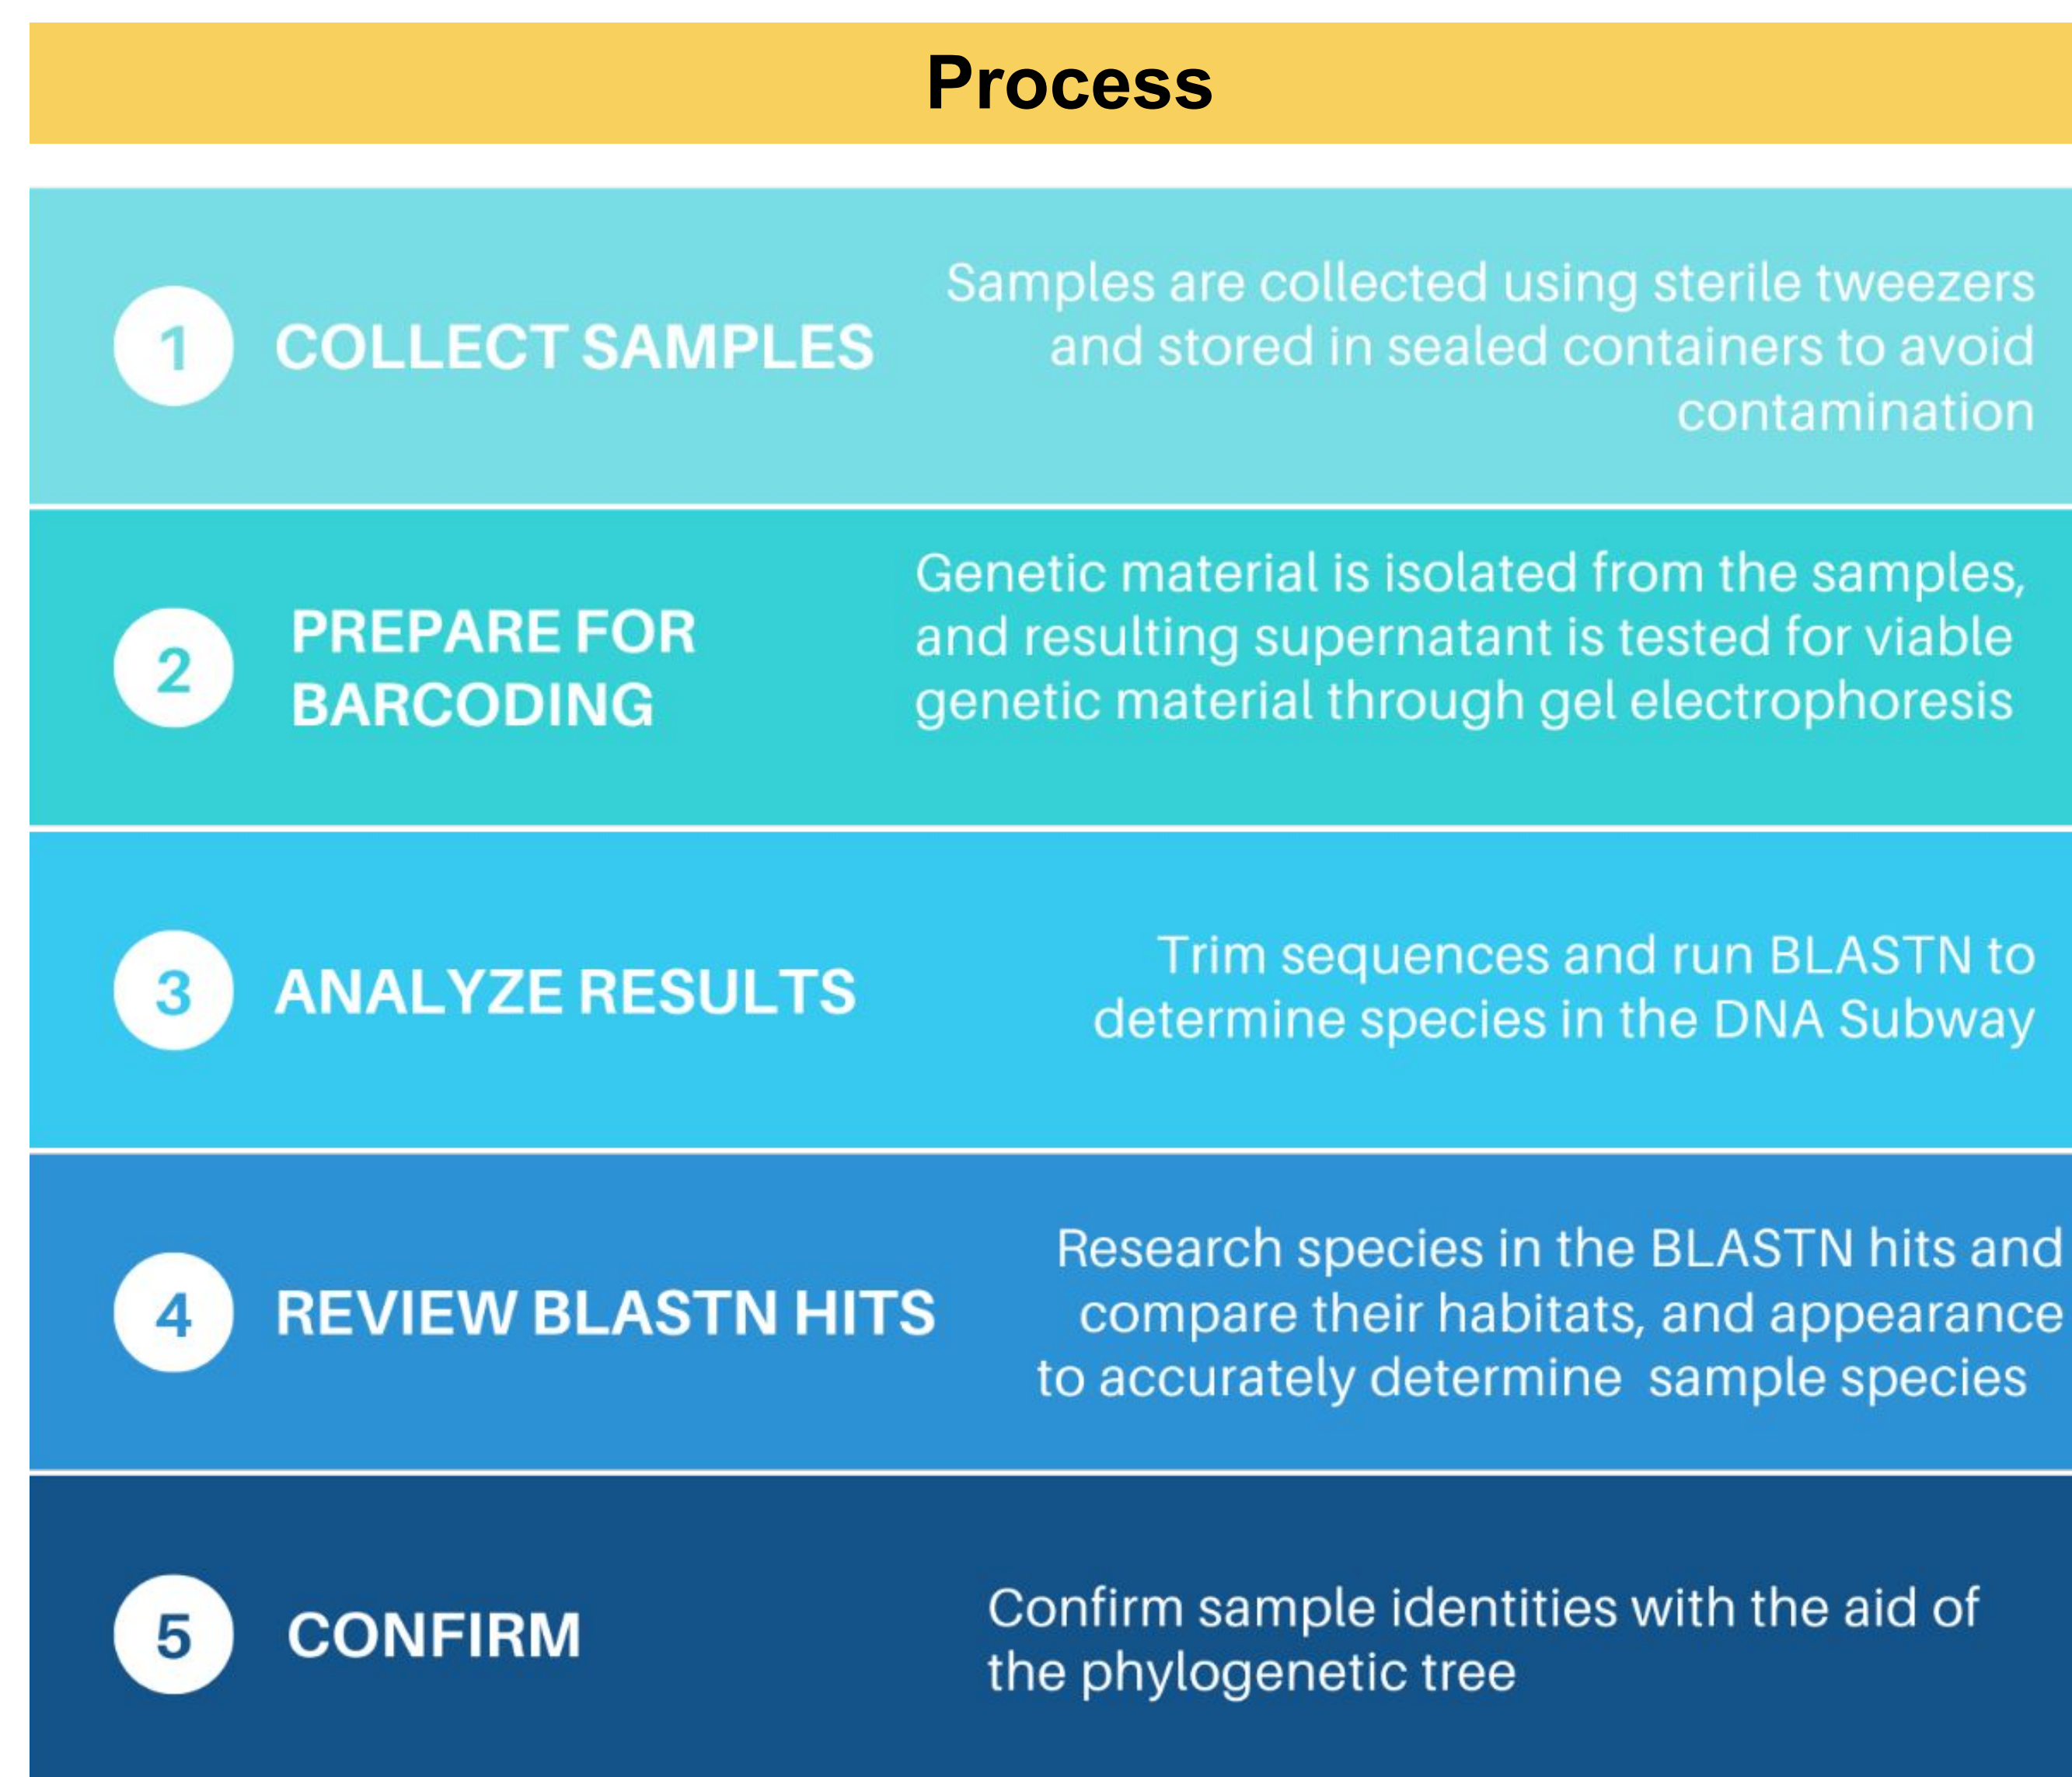 Process
1
COLLECT SAMPLES
Samples are collected using sterile tweezers
and stored in sealed containers to avoid
contamination
2
PREPARE FOR
BARCODING
Genetic material is isolated from the samples,
and resulting supernatant is tested for viable
genetic material through gel electrophoresis
3
ANALYZE RESULTS
Trim sequences and run BLASTN to
determine species in the DNA Subway
4
REVIEW BLASTN HITS
Research species in the BLASTN hits and
compare their habitats, and appearance
to accurately determine  sample species
5
CONFIRM
Confirm sample identities with the aid of
the phylogenetic tree